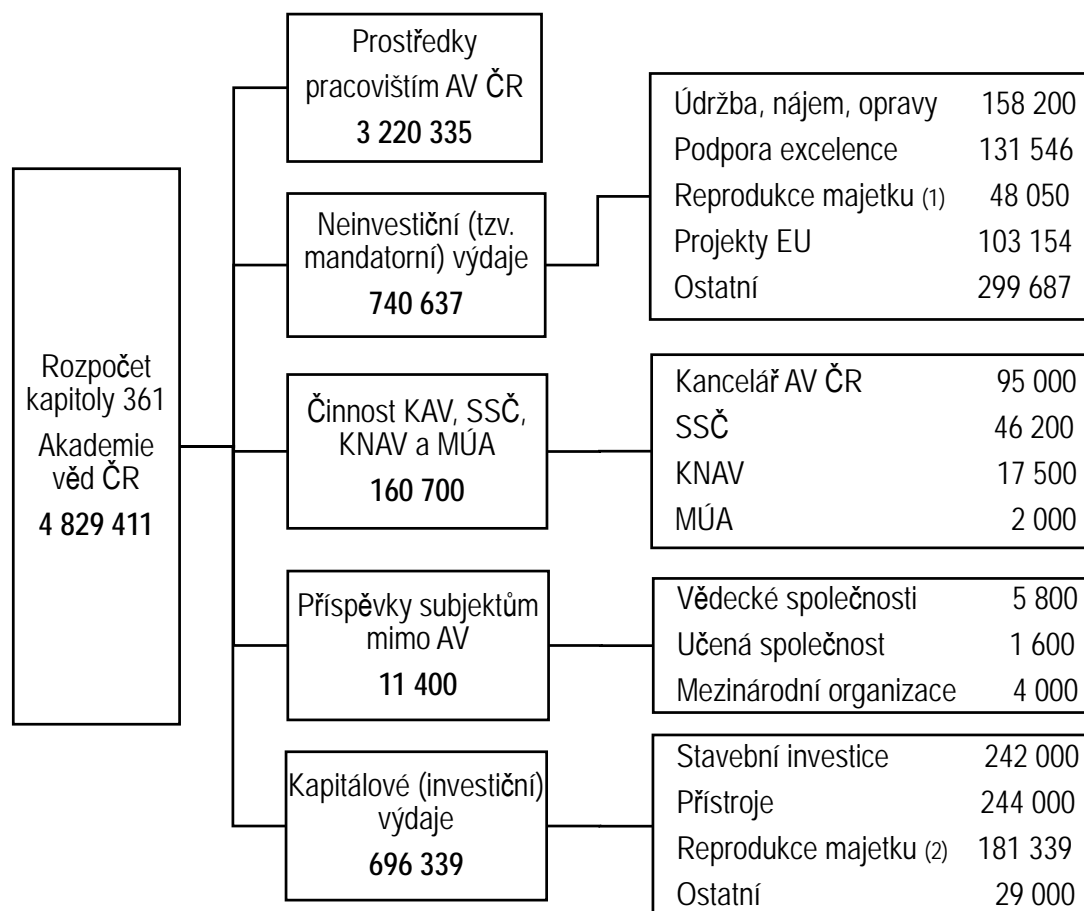 Rozpočet
kapitoly 361
Akademie
věd ČR
4 829 411
Prostředky
pracovištím AV ČR
3 220 335
Neinvestiční (tzv.
mandatorní) výdaje
740 637
Údržba, nájem, opravy 158 200
Podpora excelence 131 546
Reprodukce majetku (1) 48 050
Projekty EU 103 154
Ostatní 299 687
Činnost KAV, SSČ,
KNAV a MÚA
160 700
Kancelář AV ČR 95 000
SSČ 46 200
KNAV 17 500
MÚA 2 000
Příspěvky subjektům
mimo AV
11 400
Vědecké společnosti 5 800
Učená společnost 1 600
Mezinárodní organizace 4 000
Kapitálové (investiční)
výdaje
696 339
Stavební investice 242 000
Přístroje 244 000
Reprodukce majetku (2) 181 339
Ostatní 29 000